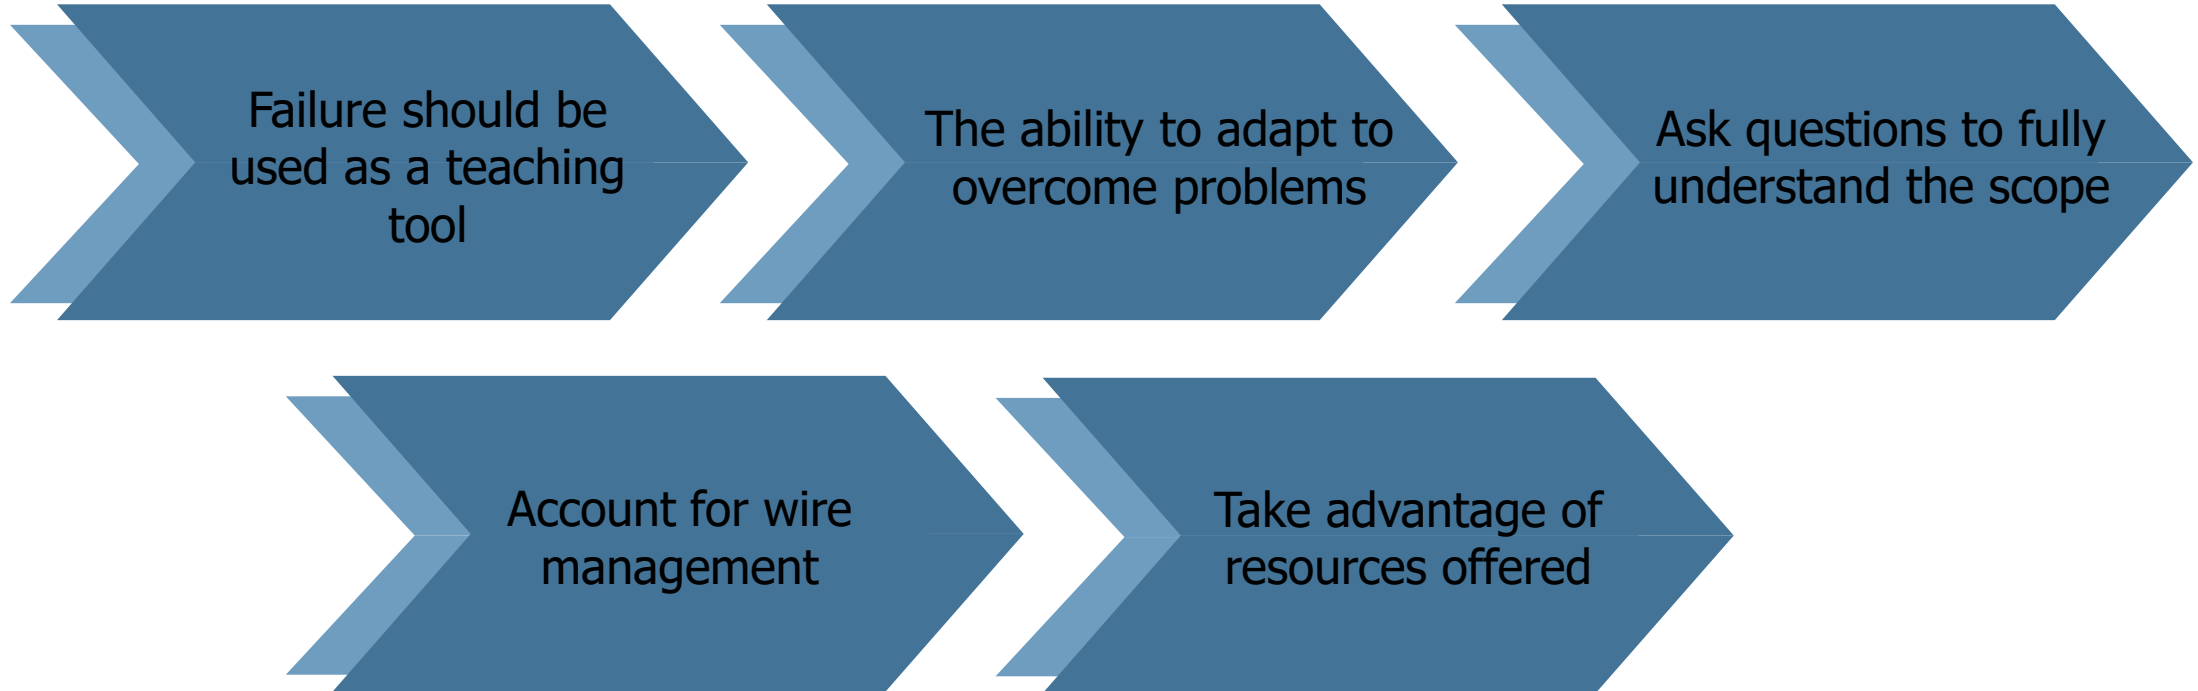 Failure should be
used as a teaching
tool
The ability to adapt to
overcome problems
Ask questions to fully
understand the scope
Account for wire
management
Take advantage of
resources offered